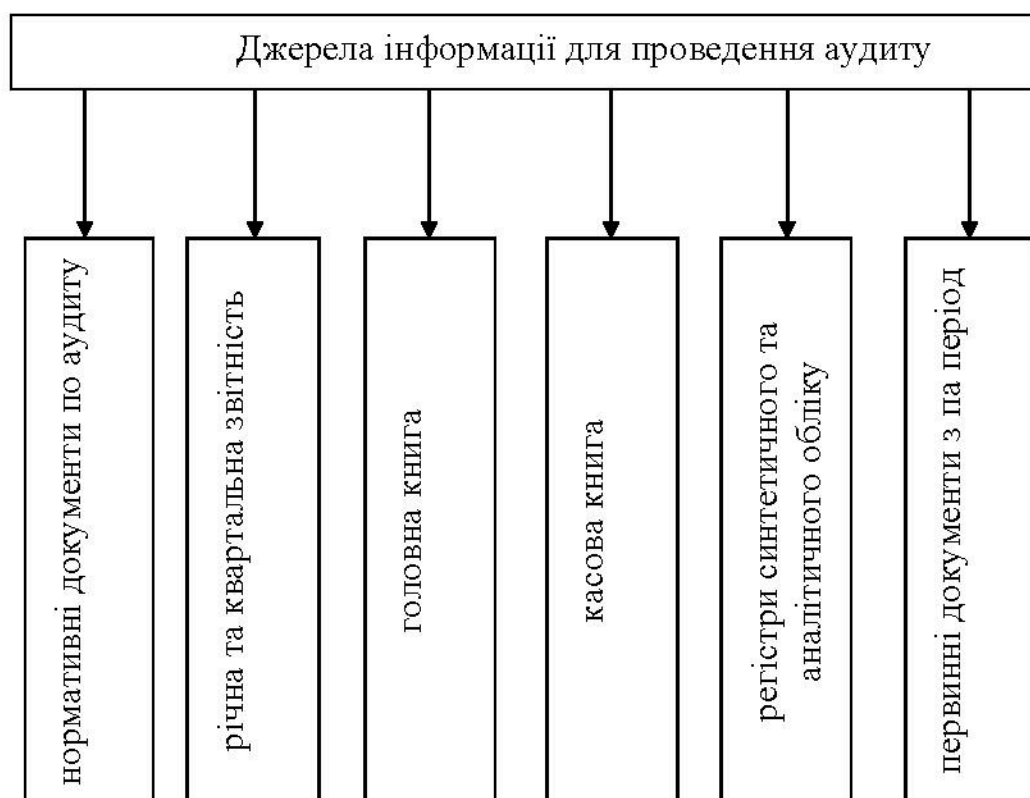 Джерела інформації для проведення аудиту
нормативні документи по аудиту
річна та квартальна звітність
головна книга
касова книга
регістри синтетичного та
аналітичного обліку
первинні документи з па період